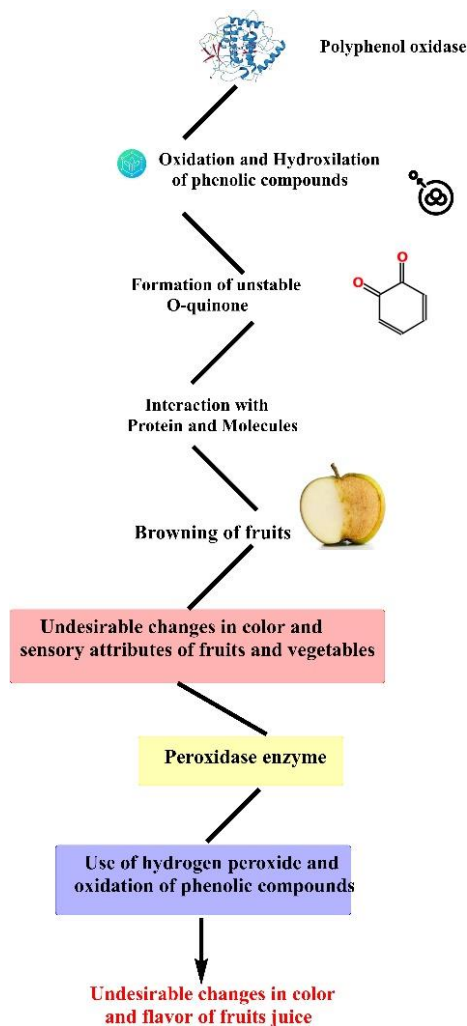 Polyphenol oxidase
Oxidation and Hydroxilation
of phenolic compounds
O
O
Formation of unstable
O-quinone
Interaction with
Protein and Molecules
Browning of fruits
Undesirable changes in color and
sensory attributes of fruits and vegetables
Peroxidase enzyme
Use of hydrogen peroxide and
oxidation of phenolic compounds
Undesirable changes in color
and flavor of fruits juice